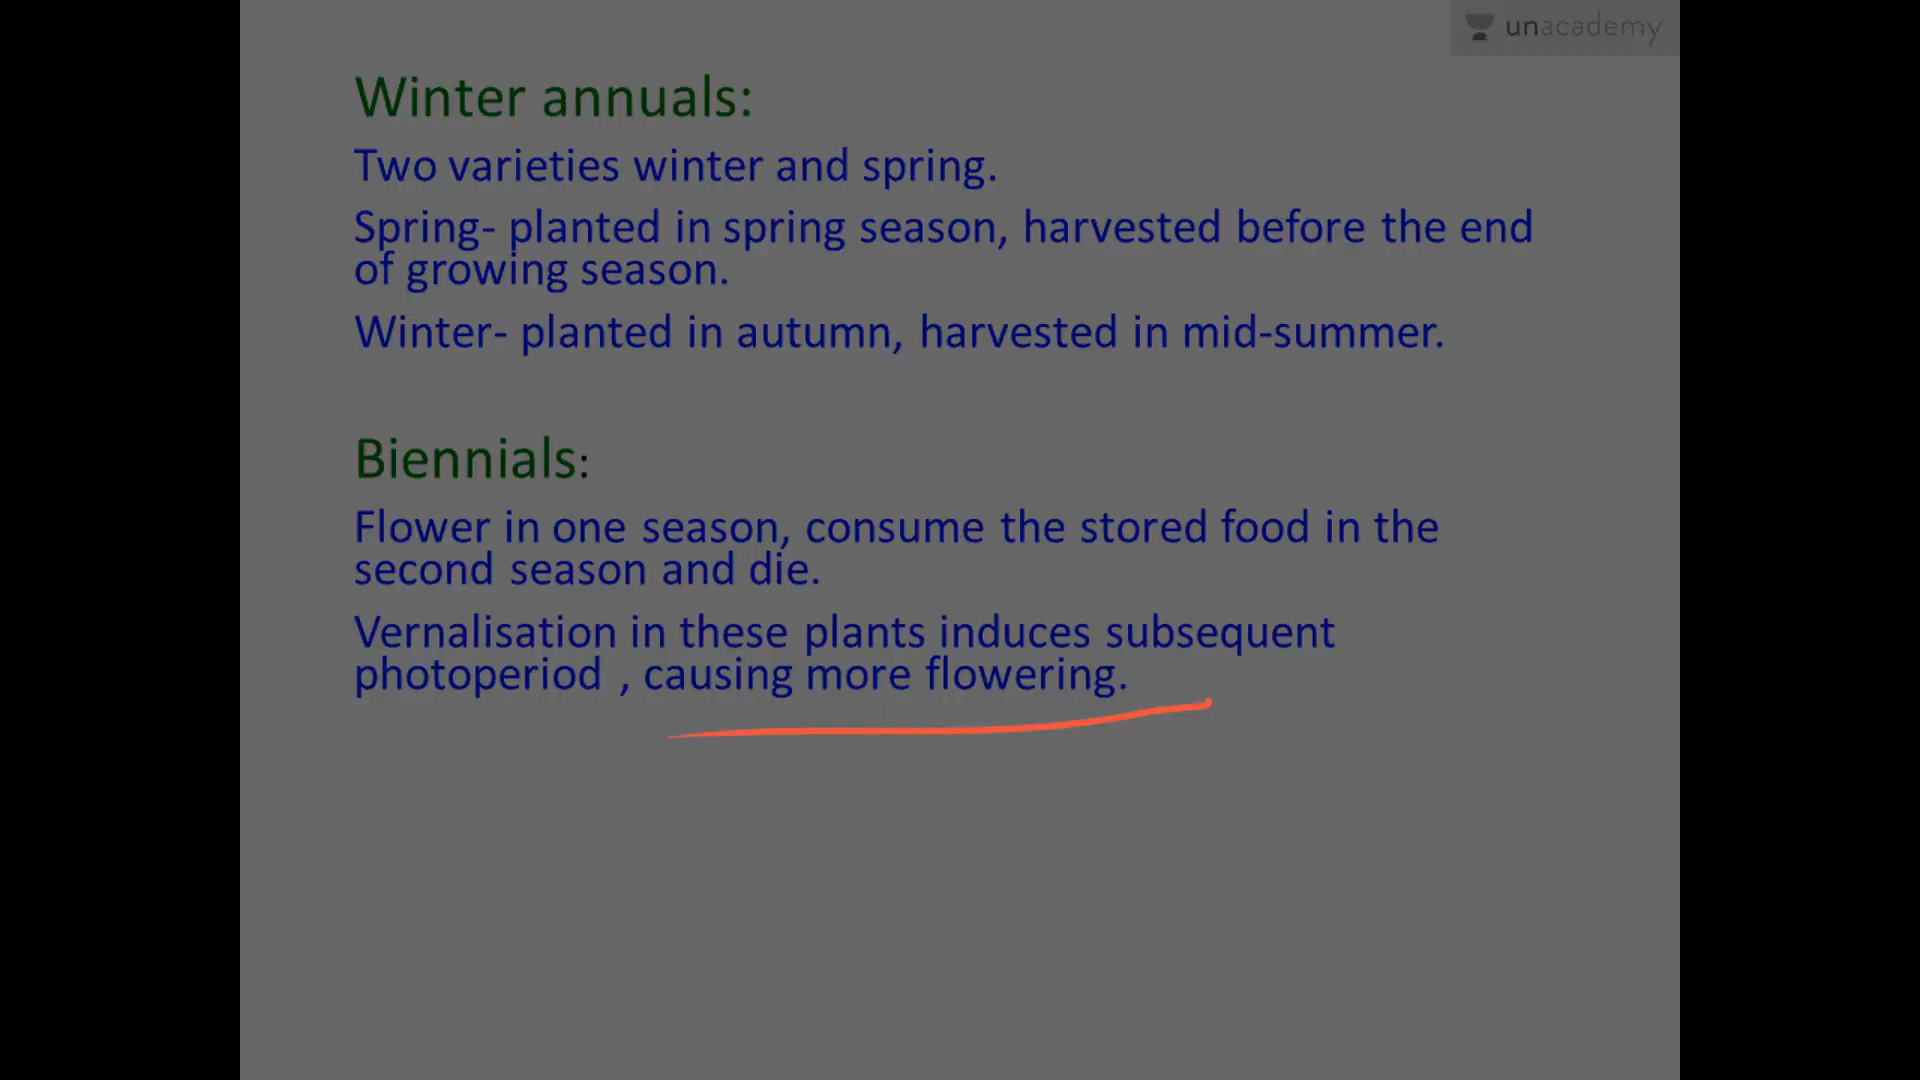 unacademy
Winter annuals:
Two varieties winter and spring.
Spring- planted in spring season, harvested before the end
of growing season.
Winter- planted in autumn, harvested in mid-summer.
Biennials:
Flower in one season, consume the stored food in the
second season and die.
Vernalisation in these plants induces subsequent
photoperiod , causing more flowering.